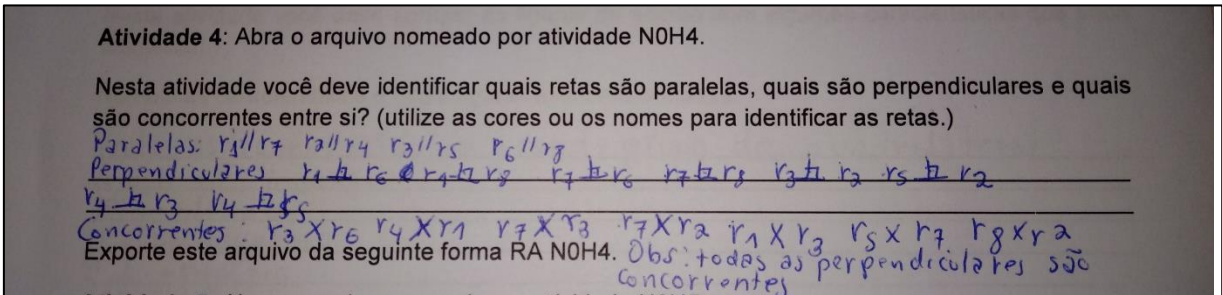 Atividade 4: Abra o arquivo nomeado por atividade N0H4.
Nesta atividade você deve identificar quais retas são paralelas, quais são perpendiculares e quais
são concorrentes entre si? (utilize as cores ou os nomes para identificar as retas.)
Paralelas: r1//r7 r2//r4 r3//r5 r6//r8
Perpendiculares r1 ⊥ r6 e r1 ⊥ r8 r7 ⊥ r6 r7 ⊥ r8 r3 ⊥ r2 r5 ⊥ r2
r4 ⊥ r3 r4 ⊥ r5
Concorrentes: r3 X r6 r4 X r1 r7 X r3 r7 X r2 r1 X r3 r5 X r7 r8 X r2
Exporte este arquivo da seguinte forma RA N0H4. Obs: todas as perpendiculares são
concorrentes